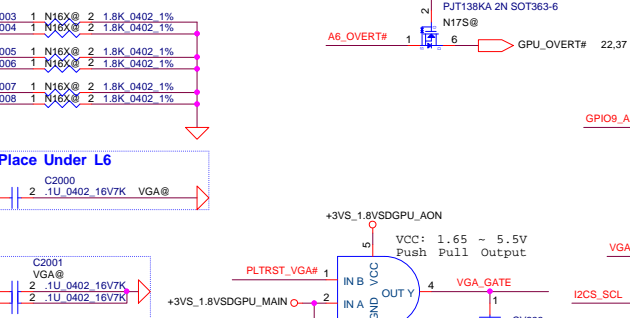 PJT138KA 2N SOT363-6
N17S@
2
A6_OVERT# 1 6 GPU_OVERT# 22,37
003 1 N16X@ 2 1.8K_0402_1%
004 1 N16X@ 2 1.8K_0402_1%
005 1 N16X@ 2 1.8K_0402_1%
006 1 N16X@ 2 1.8K_0402_1%
007 1 N16X@ 2 1.8K_0402_1%
008 1 N16X@ 2 1.8K_0402_1%
GPIO9_A
Place Under L6
C2000
2 .1U_0402_16V7K VGA@
+3VS_1.8VSDGPU_AON
VCC: 1.65 ~ 5.5V
Push Pull Output
5
VCC
C2001
VGA@
2 .1U_0402_16V7K
2 .1U_0402_16V7K
PLTRST_VGA# 1 IN B
+3VS_1.8VSDGPU_MAIN 2 IN A
GND
OUT Y 4 VGA_GATE
1
VGA
I2CS_SCL